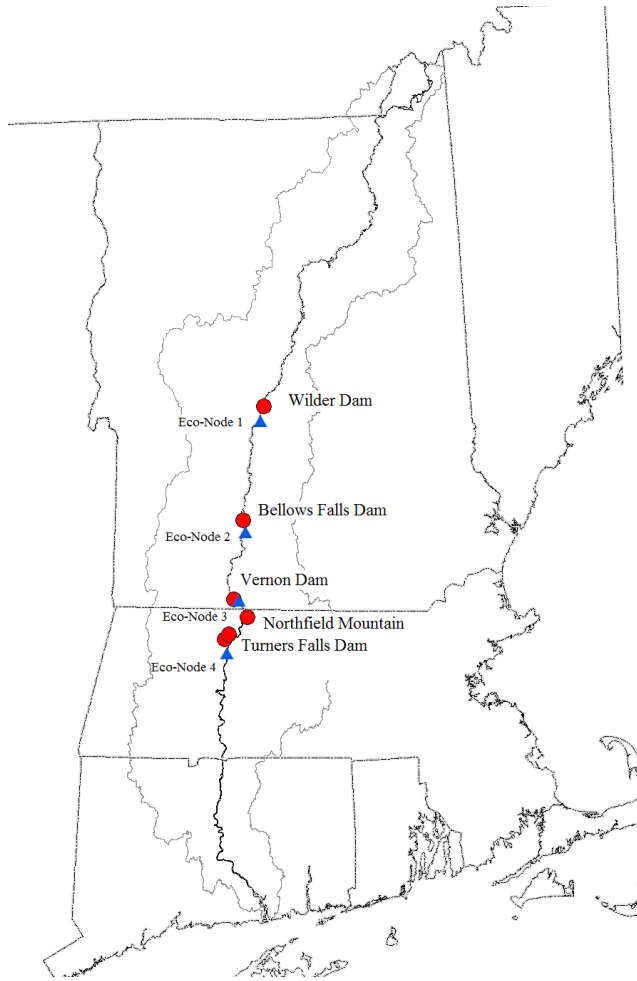 Wilder Dam
Eco-Node 1
Bellows Falls Dam
Eco-Node 2
Vernon Dam
Eco-Node 3
Northfield Mountain
Turners Falls Dam
Eco-Node 4